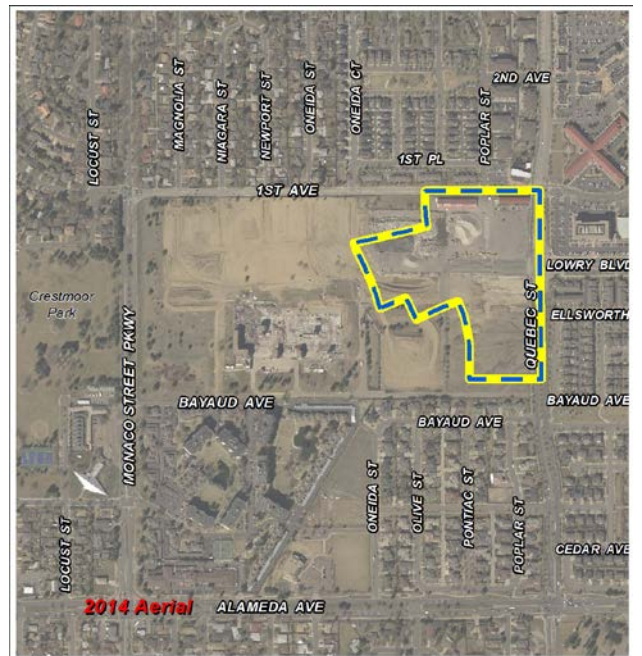 2ND AVE
MAGNOLIA ST
NIAGARA ST
NEWPORT ST
ONEIDA ST
ONEIDA CT
POPLAR ST
LOCUST ST
1ST PL
1ST AVE
LOWRY BLVD
Crestmoor
Park
MONACO STREET PKWY
QUEBEC ST
ELLSWORTH
BAYAUD AVE
BAYAUD AVE
BAYAUD AVE
ONEIDA ST
OLIVE ST
PONTIAC ST
POPLAR ST
LOCUST ST
CEDAR AVE
2014 Aerial
ALAMEDA AVE